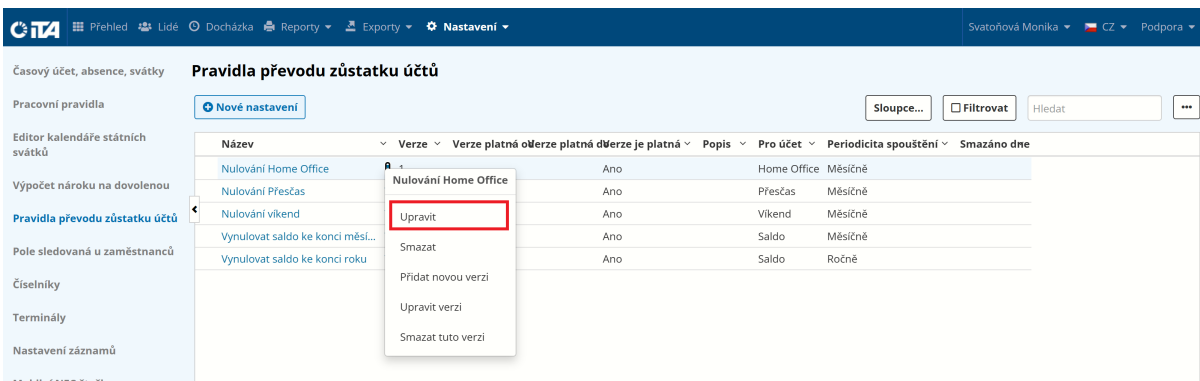 iTA Přehled Lidé Docházka Reporty Exporty Nastavení Svatoňová Monika CZ Podpora
Časový účet, absence, svátky
Pracovní pravidla
Editor kalendáře státních
svátků
Výpočet nároku na dovolenou
Pravidla převodu zůstatku účtů
Pole sledovaná u zaměstnanců
Číselníky
Terminály
Nastavení záznamů
Pravidla převodu zůstatku účtů
Nové nastavení Sloupce... Filtrovat Hledat ...
Název Verze Verze platná od Verze platná do Verze je platná Popis Pro účet Periodicita spouštění Smazáno dne
Nulování Home Office 1 Ano Home Office Měsíčně
Nulování Přesčas Ano Přesčas Měsíčně
Nulování víkend Ano Víkend Měsíčně
Vynulovat saldo ke konci měsí... Ano Saldo Měsíčně
Vynulovat saldo ke konci roku Ano Saldo Ročně
Nulování Home Office
Upravit
Smazat
Přidat novou verzi
Upravit verzi
Smazat tuto verzi